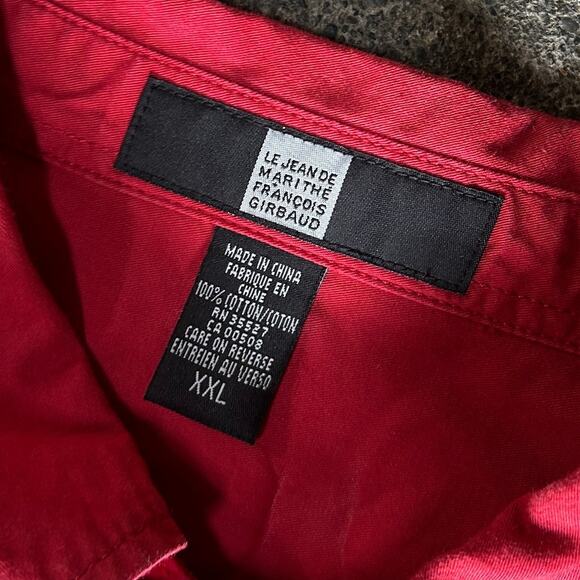 LE JEAN DE
MARITHÉ
FRANÇOIS
GIRBAUD
MADE IN CHINA
FABRIQUE EN
CHINE
100% COTTON/COTON
RN 35527
CA 00508
CARE ON REVERSE
ENTREIEN AU VERSO
XXL